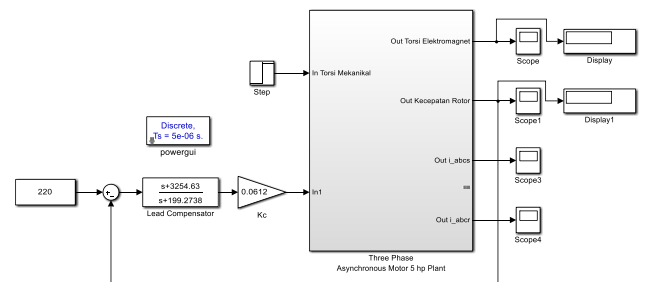 Out Torsi Elektromagnet
Scope
Display
Step
In Torsi Mekanikal
Out Kecepatan Rotor
Scope1
Display1
Discrete,
Ts = 5e-06 s.
powergui
Out i_abcs
Scope3
220
+
−
s+3254.63
s+199.2738
Lead Compensator
0.0612
Kc
In1
Out i_abcr
Scope4
Three Phase
Asynchronous Motor 5 hp Plant